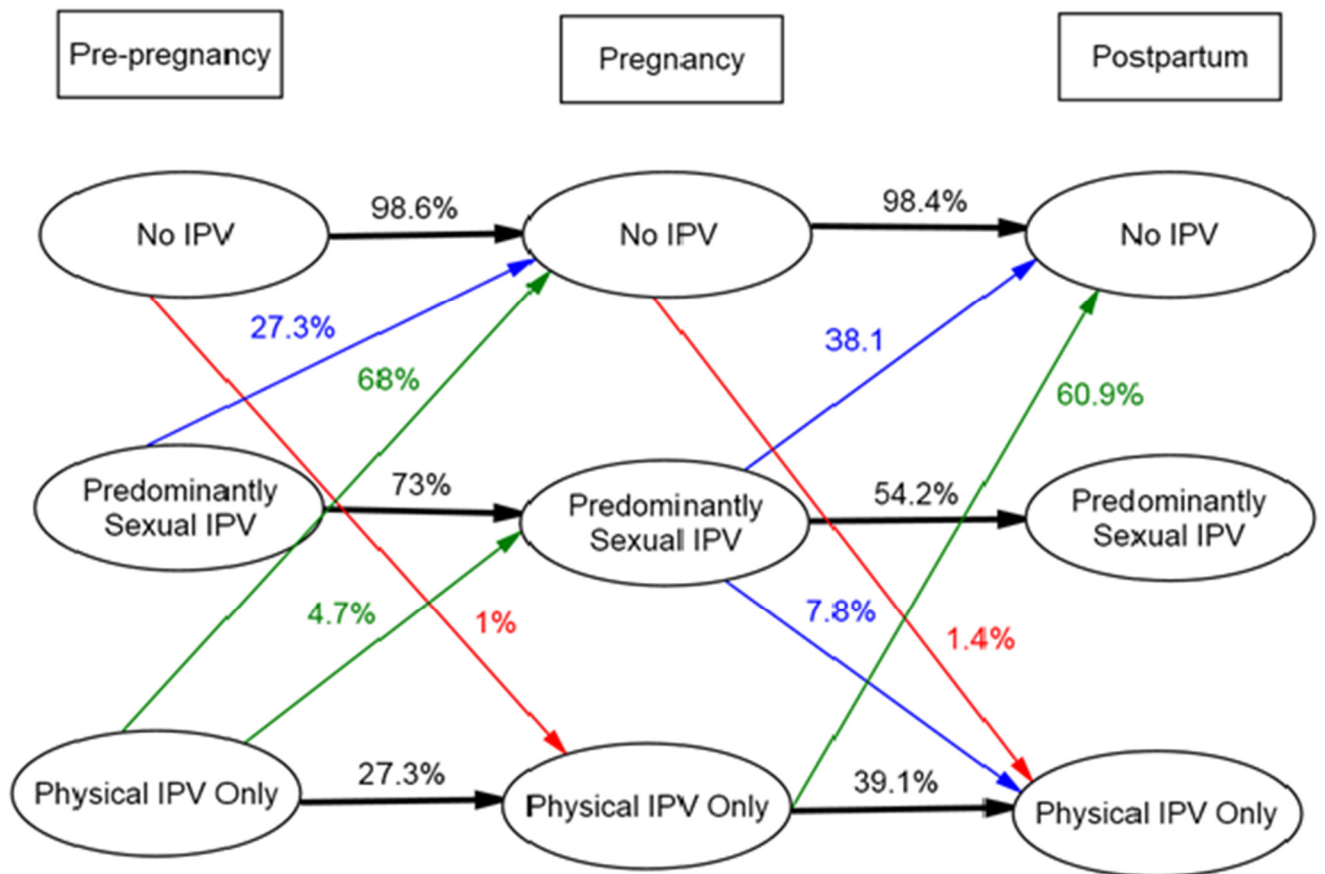 Pre-pregnancy
Pregnancy
Postpartum
No IPV
98.6%
No IPV
98.4%
No IPV
27.3%
68%
38.1
60.9%
Predominantly
Sexual IPV
73%
Predominantly
Sexual IPV
54.2%
Predominantly
Sexual IPV
4.7%
1%
7.8%
1.4%
Physical IPV Only
27.3%
Physical IPV Only
39.1%
Physical IPV Only